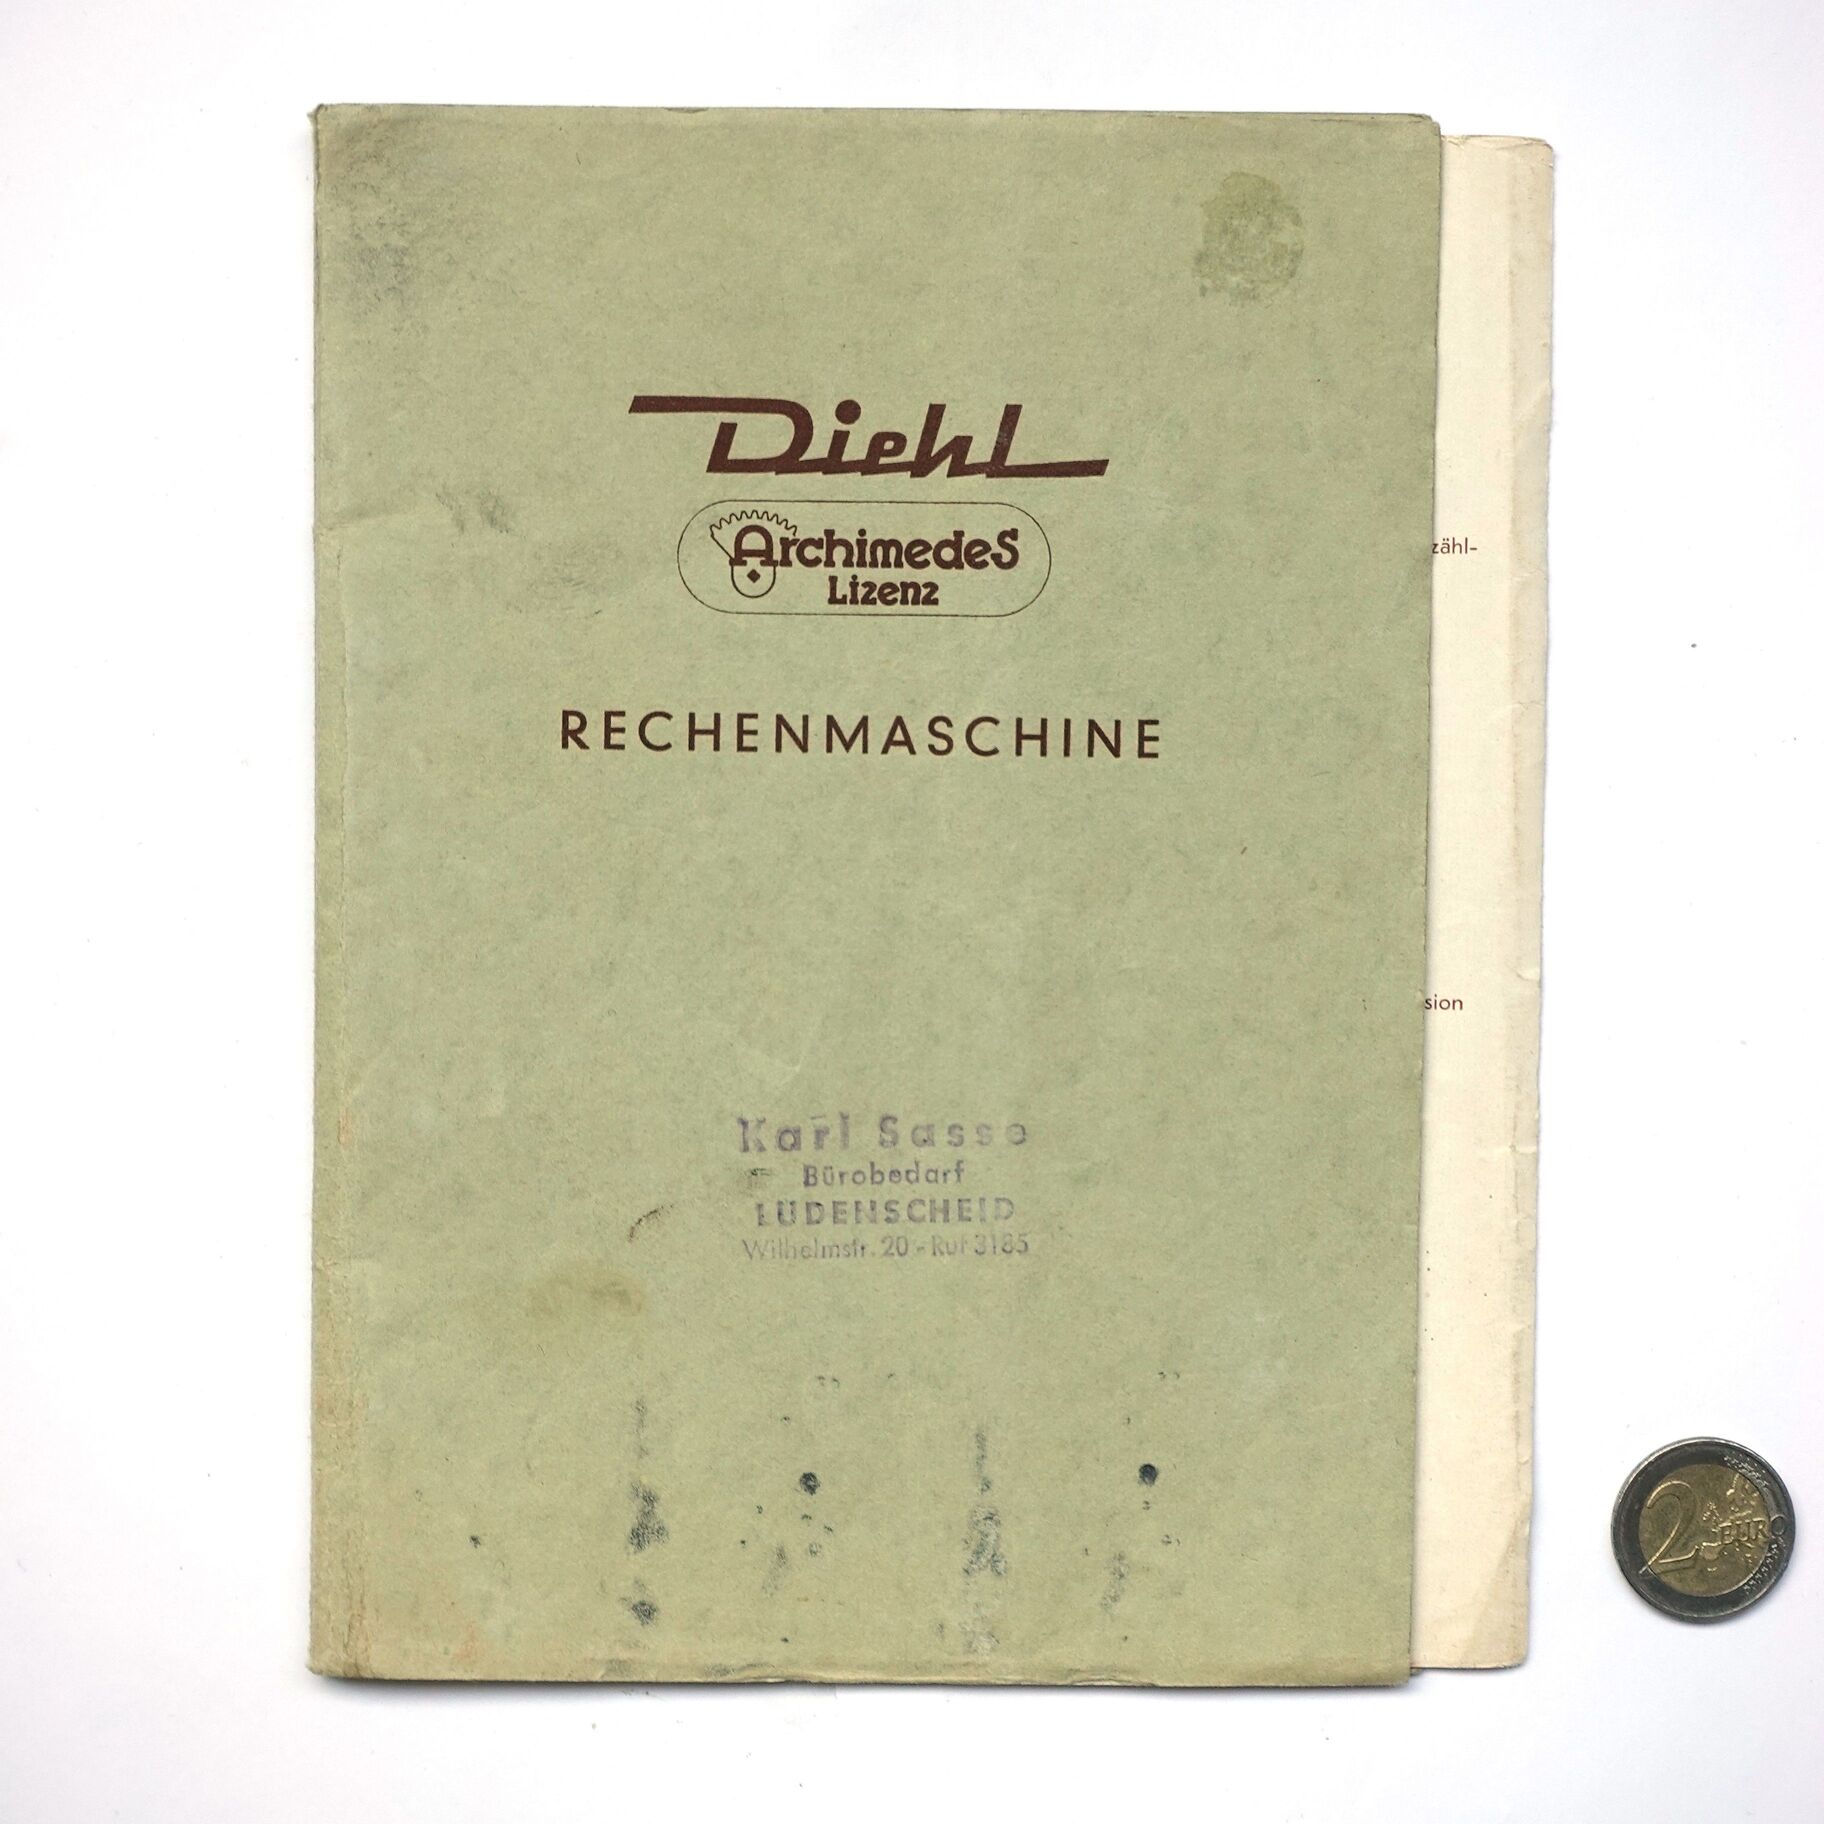 Diehl
Archimedes
Lizenz
RECHENMASCHINE
zähl-
sion
Karl Sasse
Bürobedarf
LÜDENSCHEID
Wilhelmstr. 20 - Ruf 3185
2 EURO